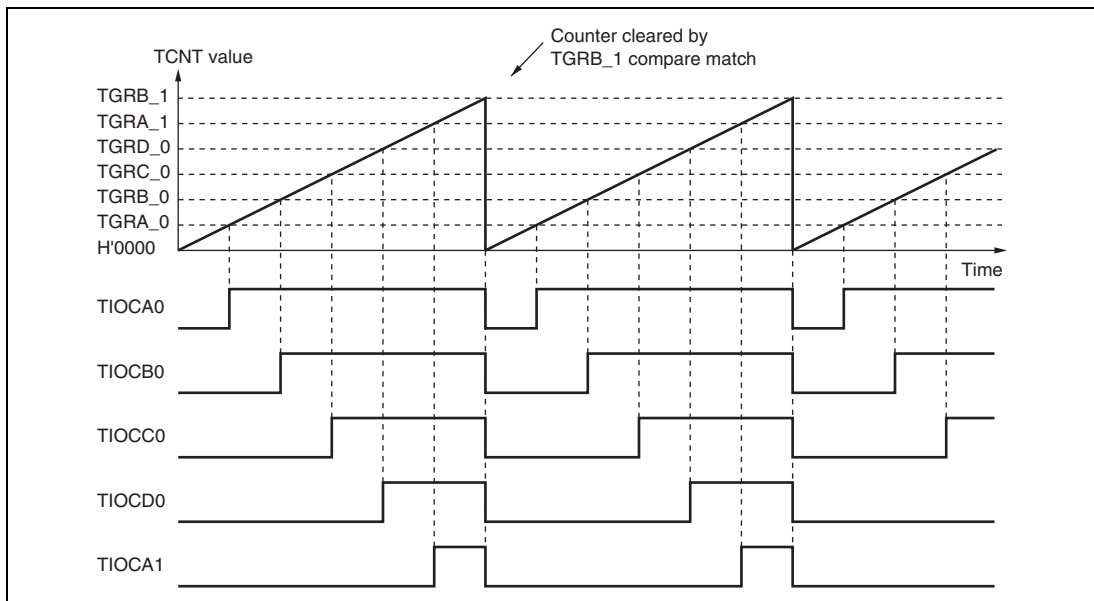 Counter cleared by
TGRB_1 compare match
TCNT value
TGRB_1
TGRA_1
TGRD_0
TGRC_0
TGRB_0
TGRA_0
H'0000
Time
TIOCA0
TIOCB0
TIOCC0
TIOCD0
TIOCA1